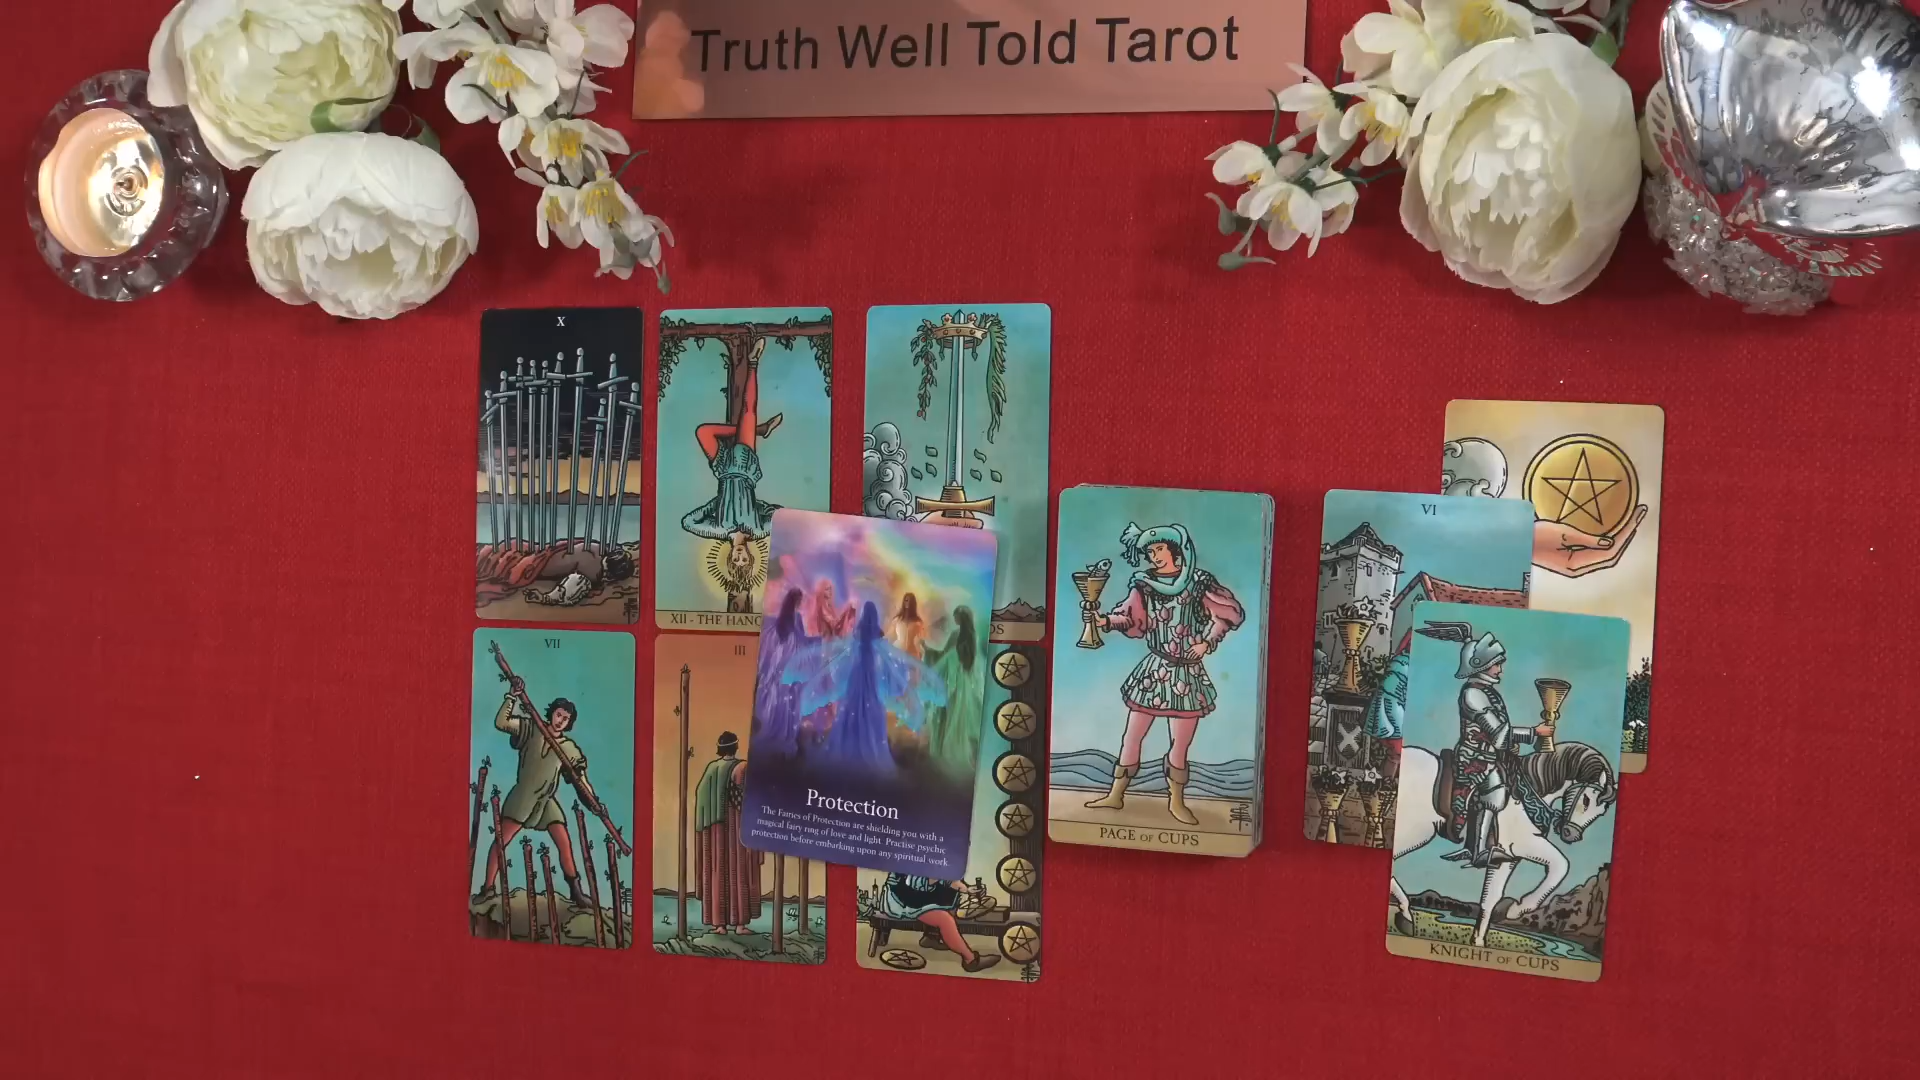 Truth Well Told Tarot
X
XII - THE HANG
DS
VI
VII
III
Protection
The Fairies of Protection are shielding you with a
magical fairy ring of love and light. Practise psychic
protection before embarking upon any spiritual work.
PAGE OF CUPS
KNIGHT OF CUPS